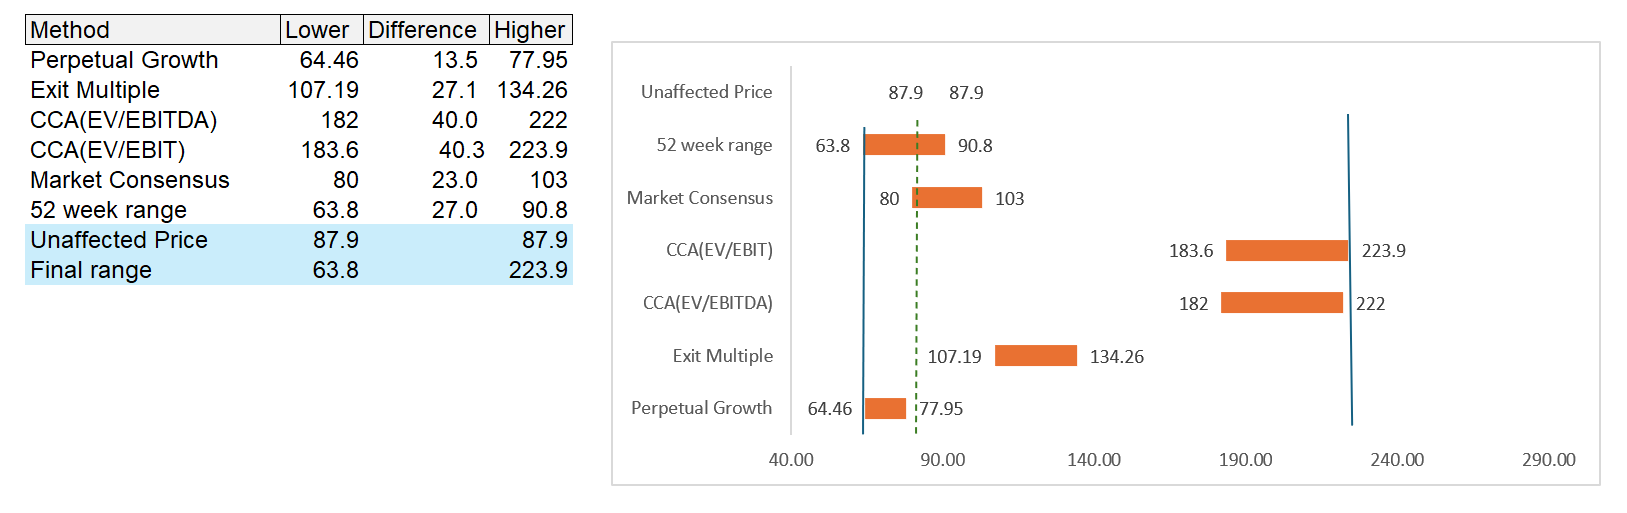 Method Lower Difference Higher
Perpetual Growth 64.46 13.5 77.95
Exit Multiple 107.19 27.1 134.26
CCA(EV/EBITDA) 182 40.0 222
CCA(EV/EBIT) 183.6 40.3 223.9
Market Consensus 80 23.0 103
52 week range 63.8 27.0 90.8
Unaffected Price 87.9 87.9
Final range 63.8 223.9
Unaffected Price 87.9 87.9
52 week range 63.8 90.8
Market Consensus 80 103
CCA(EV/EBIT) 183.6 223.9
CCA(EV/EBITDA) 182 222
Exit Multiple 107.19 134.26
Perpetual Growth 64.46 77.95
40.00 90.00 140.00 190.00 240.00 290.00